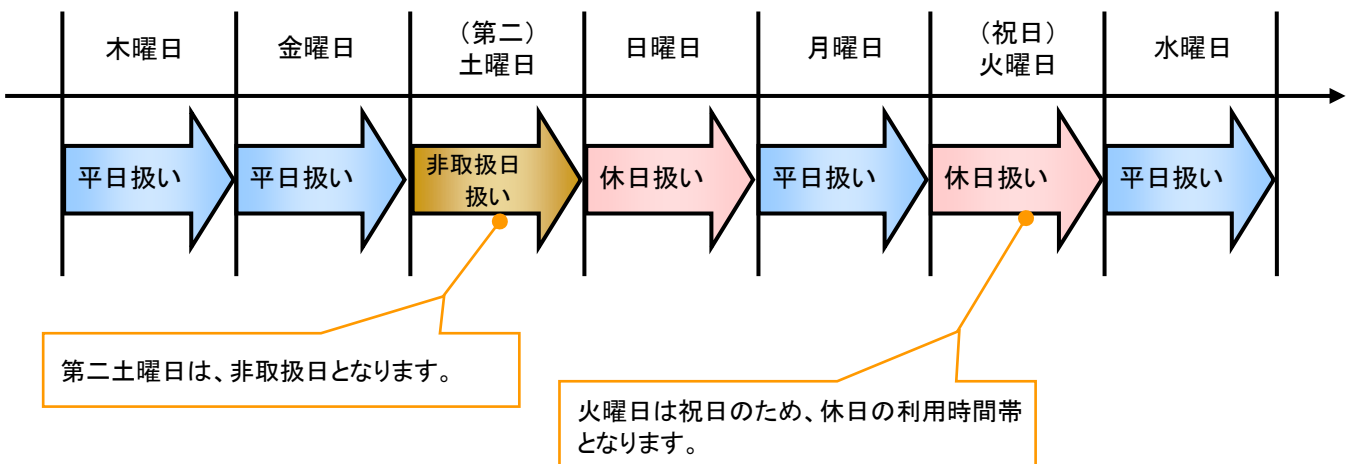 木曜日
金曜日
（第二）
土曜日
日曜日
月曜日
（祝日）
火曜日
水曜日
平日扱い
平日扱い
非取扱日
扱い
休日扱い
平日扱い
休日扱い
平日扱い
第二土曜日は、非取扱日となります。
火曜日は祝日のため、休日の利用時間帯
となります。